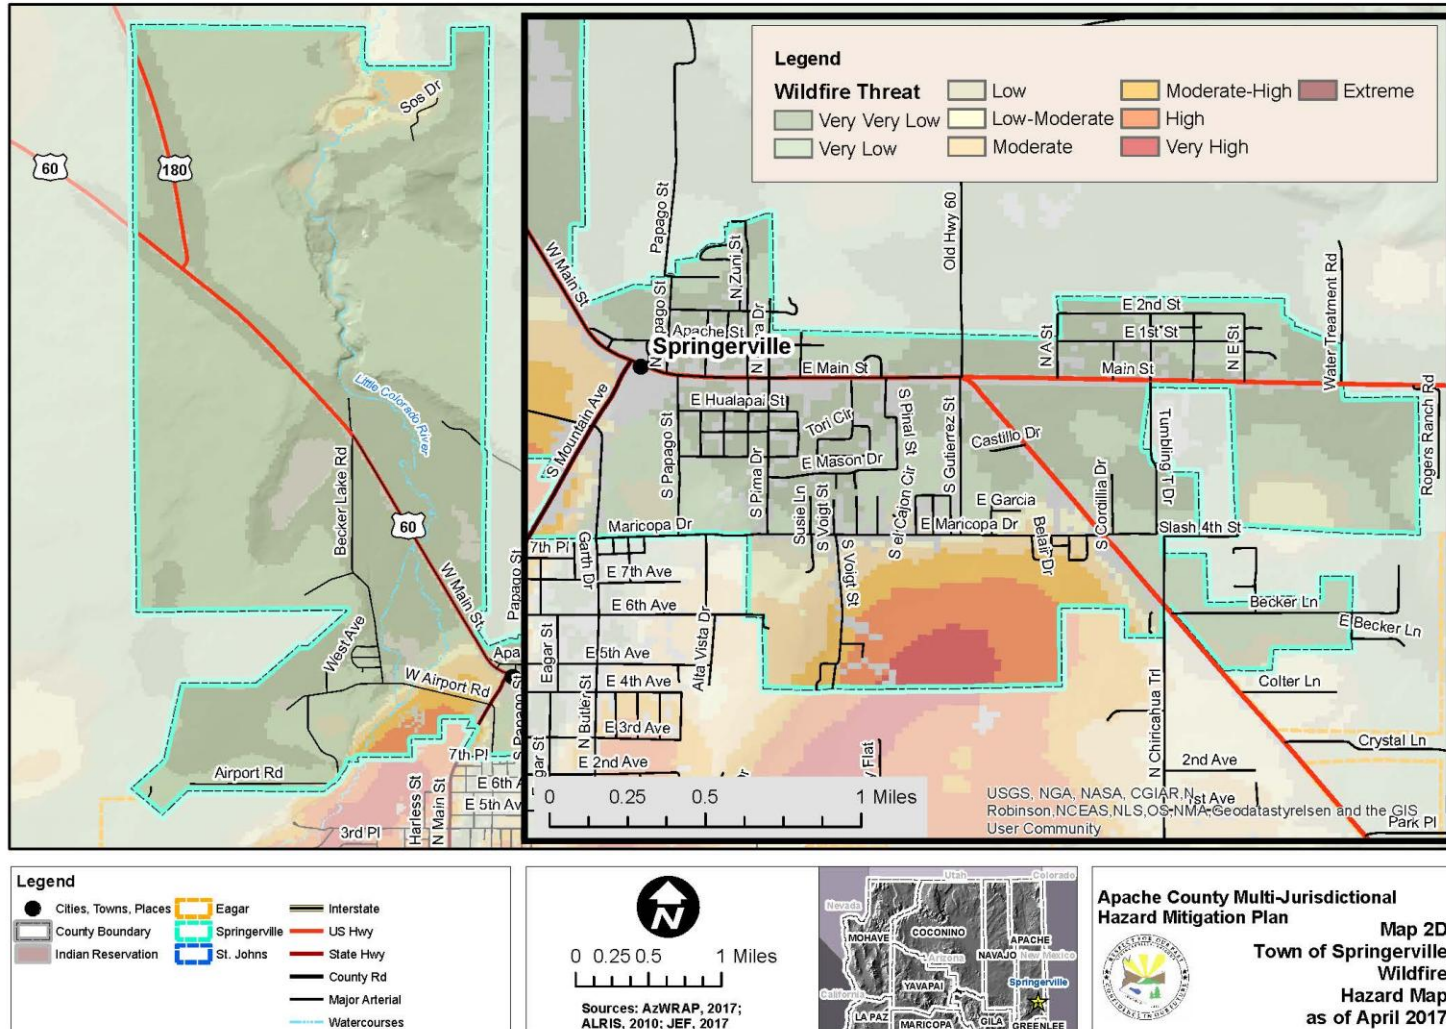 Legend
Wildfire Threat
Very Very Low
Very Low
Low
Low-Moderate
Moderate
Moderate-High
High
Very High
Extreme
60
180
Sos Dr
Little Colorado River
Becker Lake Rd
60
W Main St
West Ave
W Airport Rd
Airport Rd
Papago St
Apa
S Papago St
7th Pl
Harless St
N Main St
3rd Pl
E 6th A
E 5th Av
W Main St
Papago St
N Zuni St
Old Hwy 60
Water Treatment Rd
Apache St
Springerville
E Main St
E 2nd St
E 1st St
N A St
N E St
Main St
Rogers Ranch Rd
S Mountain Ave
E Hualapai St
Tori Cir
S Pinal St
S Gutierrez St
Castillo Dr
Tumbling T Dr
S Papago St
S Pima Dr
E Mason Dr
Susie Ln
S Voigt St
S el Cajon Cir
E Garcia
S Cordillia Dr
Maricopa Dr
E Maricopa Dr
Belair Dr
Slash 4th St
7th Pl
Garth Dr
E 7th Ave
E 6th Ave
S Voigt St
Alta Vista Dr
Becker Ln
E Becker Ln
Eagar St
E 5th Ave
E 4th Ave
N Butler St
E 3rd Ave
E 2nd Ave
N Chiricahua Trl
Colter Ln
Crystal Ln
2nd Ave
1st Ave
Park Pl
y Flat
gar St
Dr
0 0.25 0.5 1 Miles
USGS, NGA, NASA, CGIAR,N
Robinson,NCEAS,NLS,OS,NMA,Geodatastyrelsen and the GIS
User Community
Legend
Cities, Towns, Places
County Boundary
Indian Reservation
Eagar
Springerville
St. Johns
Interstate
US Hwy
State Hwy
County Rd
Major Arterial
Watercourses
N
0 0.25 0.5 1 Miles
Sources: AzWRAP, 2017;
ALRIS, 2010; JEF, 2017
Utah
Colorado
Nevada
MOHAVE
COCONINO
NAVAJO
APACHE
Arizona
New Mexico
YAVAPAI
Springerville
California
LA PAZ
MARICOPA
GILA
GREENLEE
Apache County Multi-Jurisdictional
Hazard Mitigation Plan
Map 2D
Town of Springerville
Wildfire
Hazard Map
as of April 2017